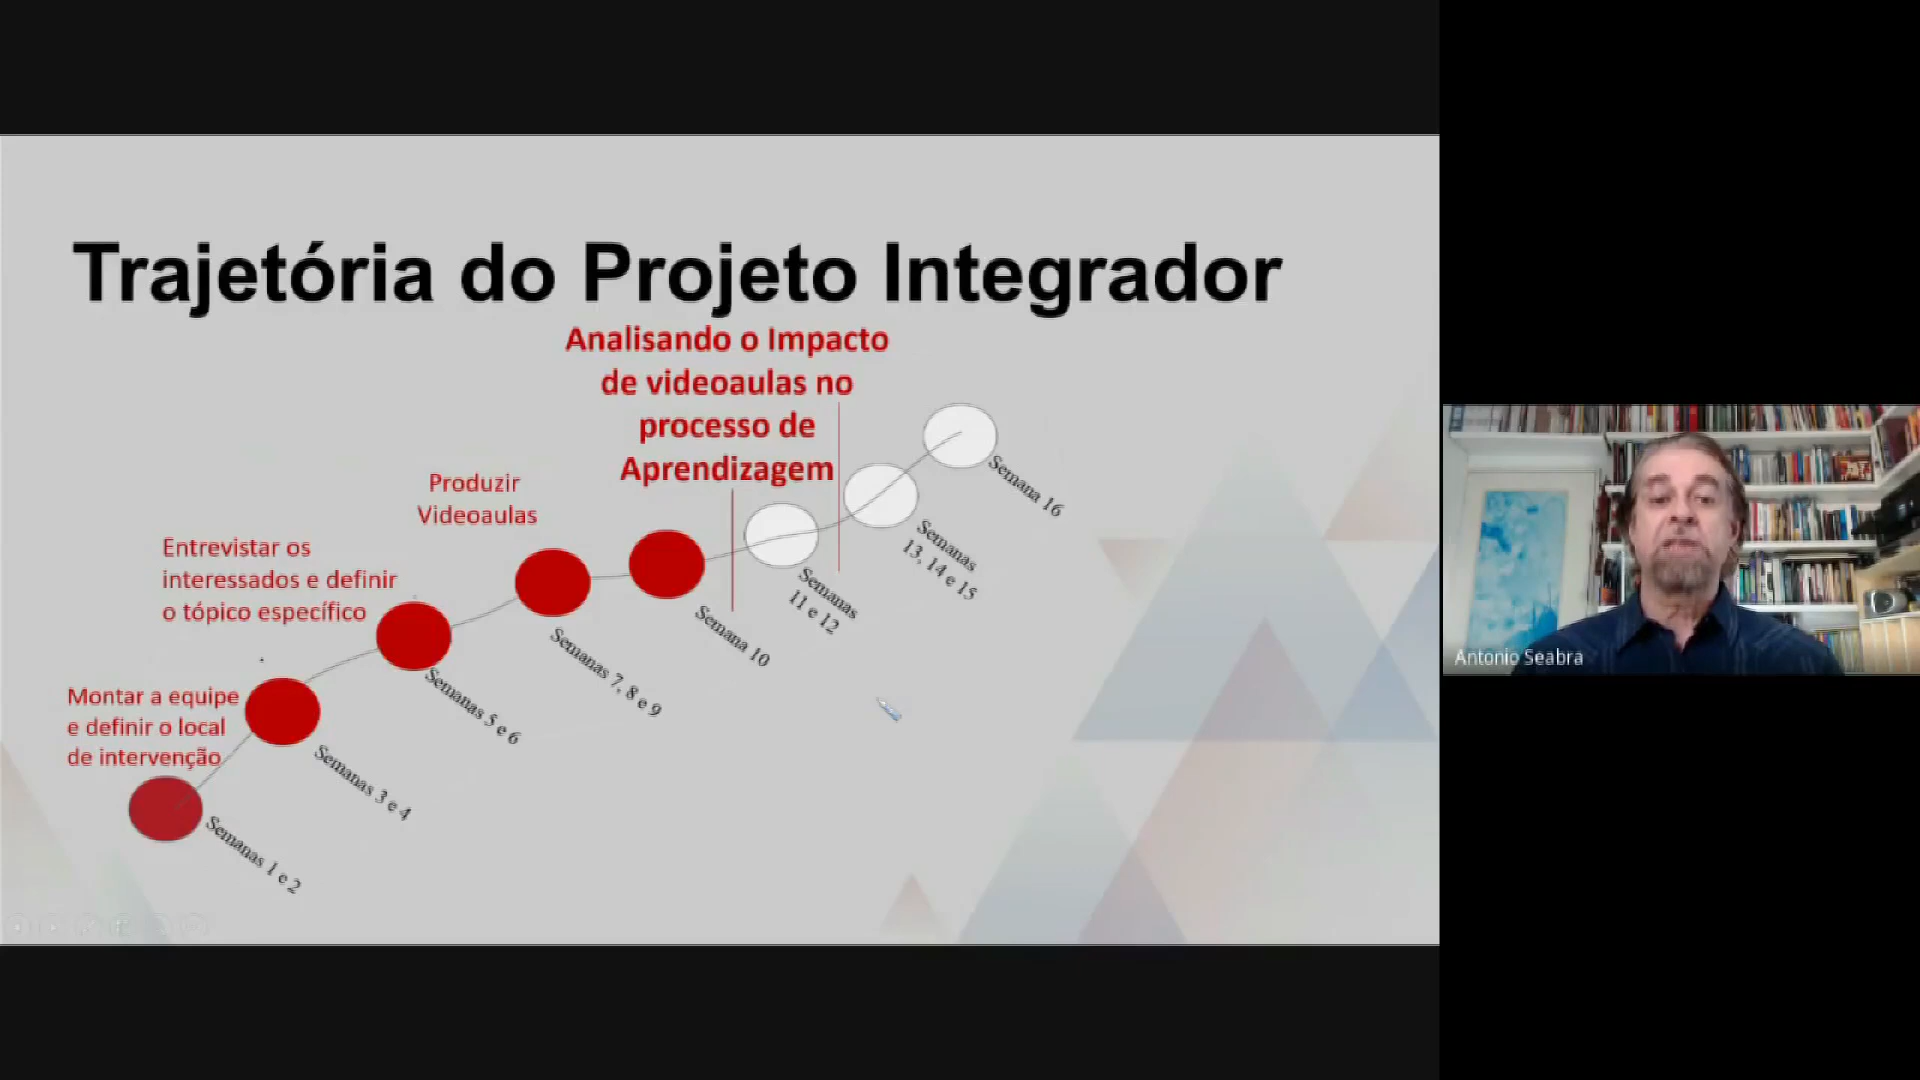 Trajetória do Projeto Integrador
Analisando o Impacto
de videoaulas no
processo de
Aprendizagem
Produzir
Videoaulas
Entrevistar os
interessados e definir
o tópico específico
Montar a equipe
e definir o local
de intervenção
Semanas 1 e 2
Semanas 3 e 4
Semanas 5 e 6
Semanas 7, 8 e 9
Semana 10
Semanas
11 e 12
Semanas
13, 14 e 15
Semana 16
Antonio Seabra